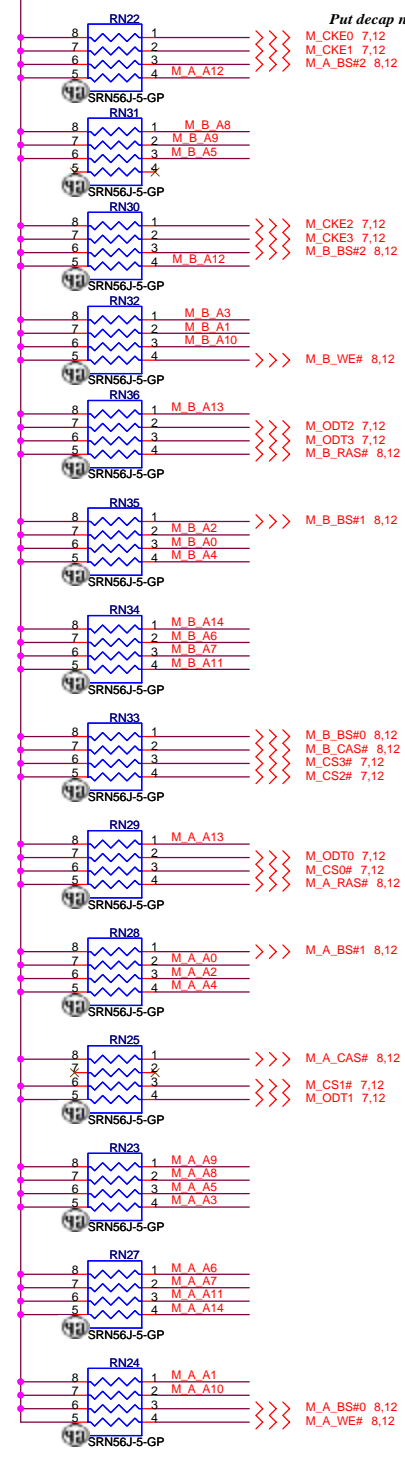 RN22
Put decap n
8 1 M_CKE0 7,12
7 2 M_CKE1 7,12
6 3 M_A_BS#2 8,12
5 4 M_A_A12
SRN56J-5-GP
RN31
8 1 M_B_A8
7 2 M_B_A9
6 3 M_B_A5
5 4
SRN56J-5-GP
RN30
8 1 M_CKE2 7,12
7 2 M_CKE3 7,12
6 3 M_B_BS#2 8,12
5 4 M_B_A12
SRN56J-5-GP
RN32
8 1 M_B_A3
7 2 M_B_A1
6 3 M_B_A10
5 4 M_B_WE# 8,12
SRN56J-5-GP
RN36
8 1 M_B_A13
7 2 M_ODT2 7,12
6 3 M_ODT3 7,12
5 4 M_B_RAS# 8,12
SRN56J-5-GP
RN35
8 1 M_B_BS#1 8,12
7 2 M_B_A2
6 3 M_B_A0
5 4 M_B_A4
SRN56J-5-GP
RN34
8 1 M_B_A14
7 2 M_B_A6
6 3 M_B_A7
5 4 M_B_A11
SRN56J-5-GP
RN33
8 1 M_B_BS#0 8,12
7 2 M_B_CAS# 8,12
6 3 M_CS3# 7,12
5 4 M_CS2# 7,12
SRN56J-5-GP
RN29
8 1 M_A_A13
7 2 M_ODT0 7,12
6 3 M_CS0# 7,12
5 4 M_A_RAS# 8,12
SRN56J-5-GP
RN28
8 1 M_A_BS#1 8,12
7 2 M_A_A0
6 3 M_A_A2
5 4 M_A_A4
SRN56J-5-GP
RN25
8 1 M_A_CAS# 8,12
7 2
6 3 M_CS1# 7,12
5 4 M_ODT1 7,12
SRN56J-5-GP
RN23
8 1 M_A_A9
7 2 M_A_A8
6 3 M_A_A5
5 4 M_A_A3
SRN56J-5-GP
RN27
8 1 M_A_A6
7 2 M_A_A7
6 3 M_A_A11
5 4 M_A_A14
SRN56J-5-GP
RN24
8 1 M_A_A1
7 2 M_A_A10
6 3 M_A_BS#0 8,12
5 4 M_A_WE# 8,12
SRN56J-5-GP